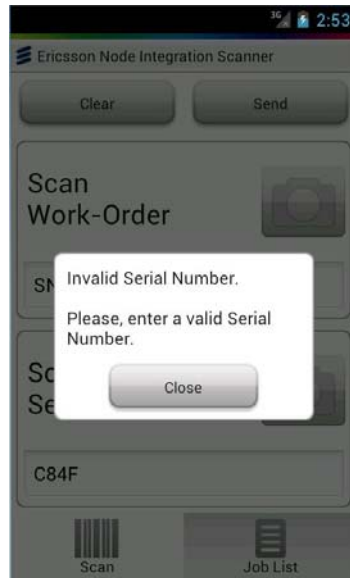 3G 2:53
Ericsson Node Integration Scanner
Clear Send
Scan
Work-Order
SN
Invalid Serial Number.
Please, enter a valid Serial
Number.
Close
Sc
Se
C84F
Scan Job List